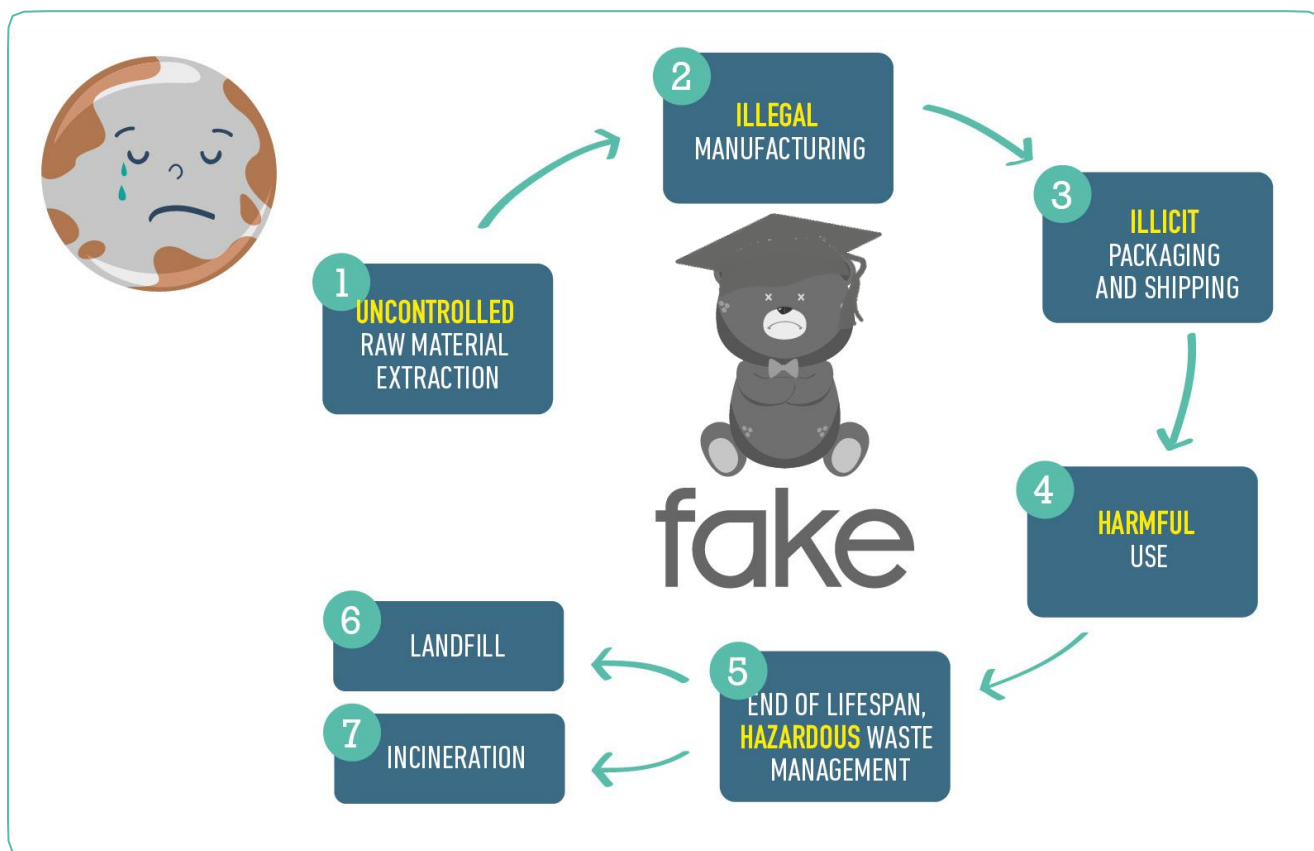 1
UNCONTROLLED
RAW MATERIAL
EXTRACTION
2
ILLEGAL
MANUFACTURING
3
ILLICIT
PACKAGING
AND SHIPPING
4
HARMFUL
USE
5
END OF LIFESPAN,
HAZARDOUS WASTE
MANAGEMENT
6
LANDFILL
7
INCINERATION
fake